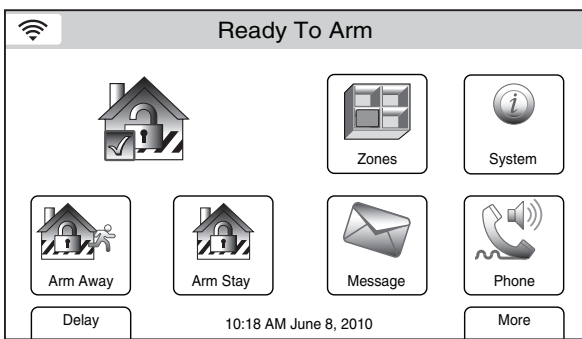 Ready To Arm
Zones
System
Arm Away
Arm Stay
Message
Phone
Delay
10:18 AM June 8, 2010
More